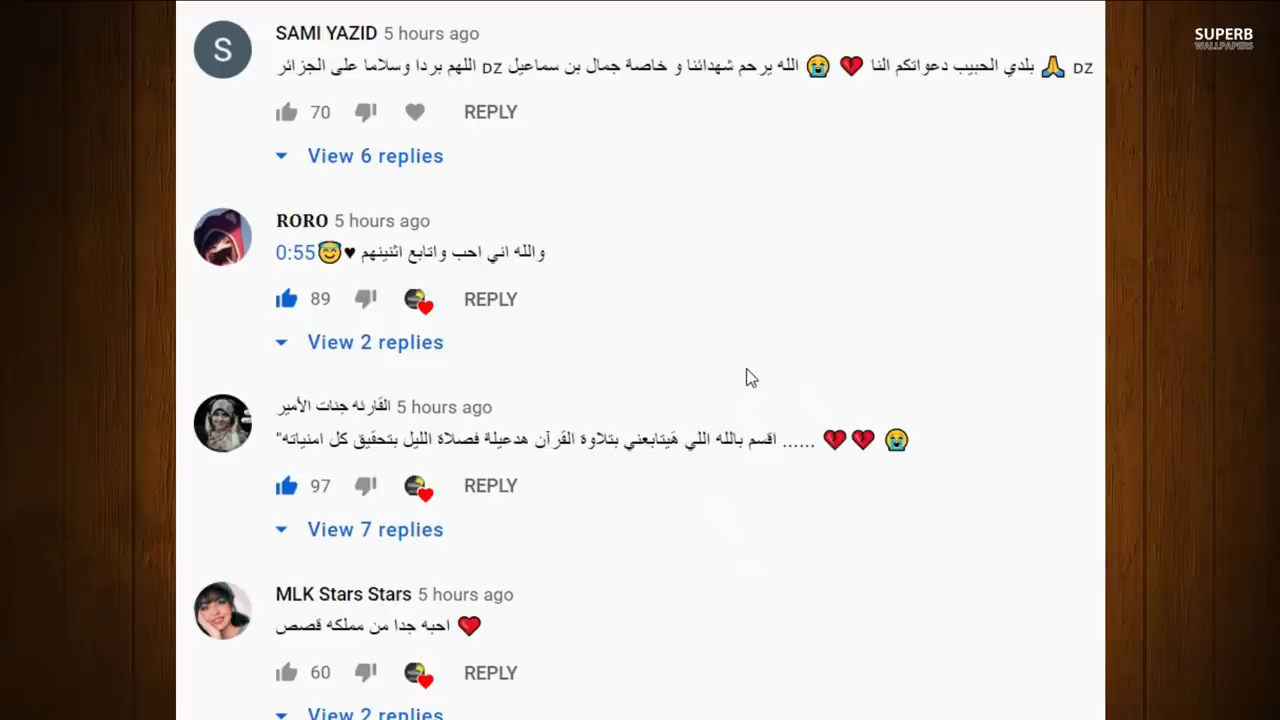 SUPERB
WALLPAPERS
SAMI YAZID 5 hours ago
الله يرحم شهدائنا و خاصة جمال بن سماعيل DZ اللهم بردا وسلاما على الجزائر 😭 💔 بلدي الحبيب دعواتكم النا 🙏 DZ
70 REPLY
View 6 replies
RORO 5 hours ago
0:55😇♥ والله اني احب واتابع اثنينهم
89 REPLY
View 2 replies
القارئه جنات الأمير 5 hours ago
"اقسم بالله اللي هَيتابعني بتلاوة القرآن هدعيلة فصلاة الليل بتحقيق كل امنياته ...... 💔💔 😭
97 REPLY
View 7 replies
MLK Stars Stars 5 hours ago
احبه جدا من مملكه قصص ❤
60 REPLY
View 2 replies